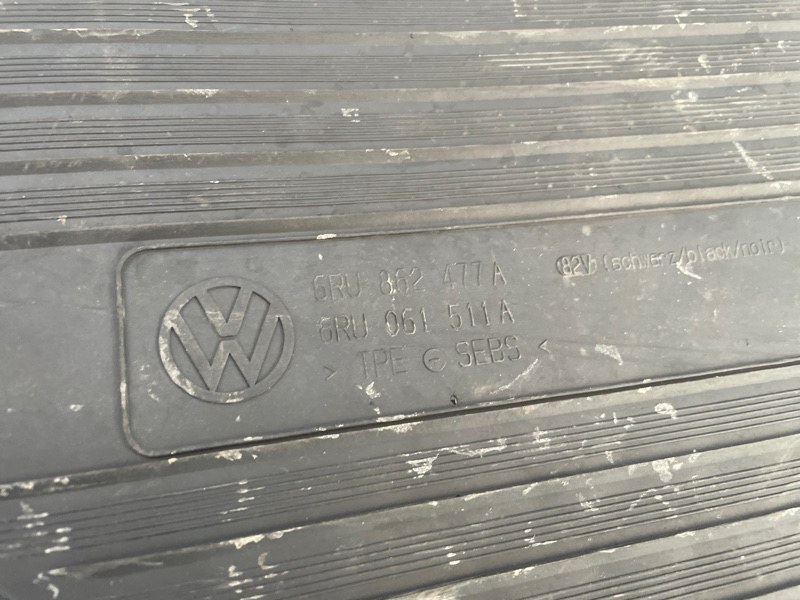 6RU 862 477 A
82V (schwarz/black/noir)
6RU 061 511 A
> TPE E SEBS <